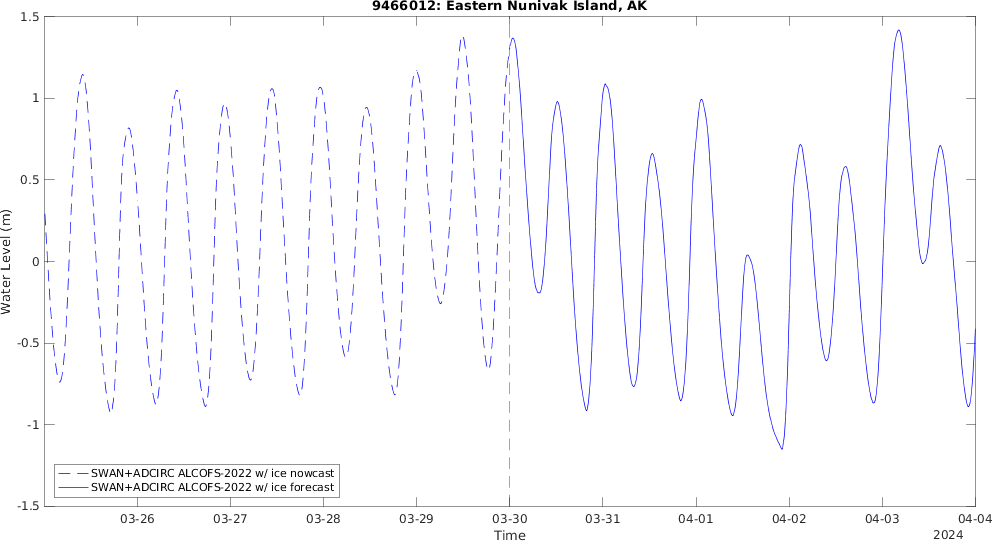 9466012: Eastern Nunivak Island, AK
1.5
1
0.5
0
-0.5
-1
-1.5
Water Level (m)
SWAN+ADCIRC ALCOFS-2022 w/ ice nowcast
SWAN+ADCIRC ALCOFS-2022 w/ ice forecast
03-26 03-27 03-28 03-29 03-30 03-31 04-01 04-02 04-03 04-04
Time
2024